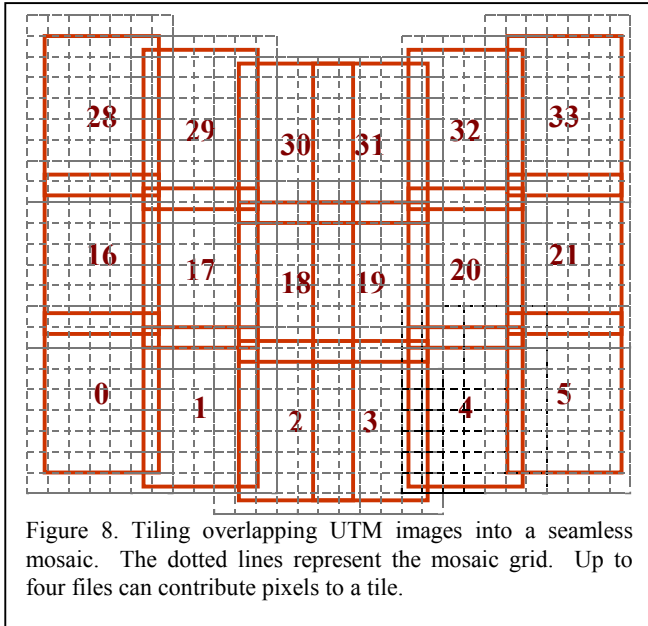 28 29 30 31 32 33
16 17 18 19 20 21
0 1 2 3 4 5
Figure 8. Tiling overlapping UTM images into a seamless
mosaic. The dotted lines represent the mosaic grid. Up to
four files can contribute pixels to a tile.